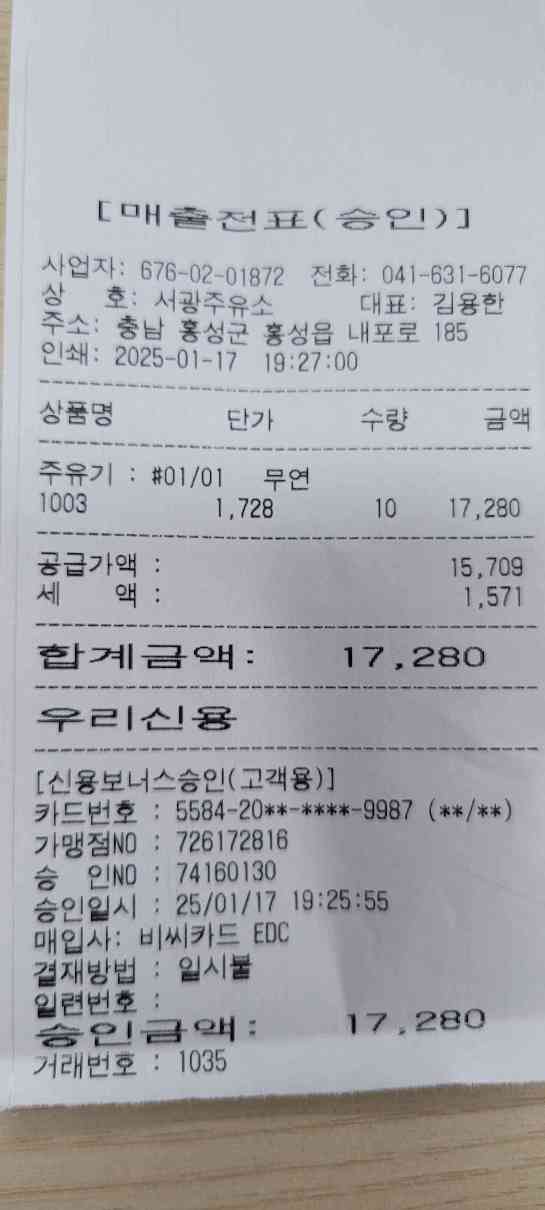 [매출전표(승인)]
사업자: 676-02-01872 전화: 041-631-6077
상 호: 서광주유소 대표: 김용한
주소: 충남 홍성군 홍성읍 내포로 185
인쇄: 2025-01-17 19:27:00
상품명 단가 수량 금액
주유기 : #01/01 무연
1003 1,728 10 17,280
공급가액 : 15,709
세 액 : 1,571
합계금액: 17,280
우리신용
[신용보너스승인(고객용)]
카드번호 : 5584-20**-****-9987 (**/**)
가맹점NO : 726172816
승 인NO : 74160130
승인일시 : 25/01/17 19:25:55
매입사: 비씨카드 EDC
결재방법 : 일시불
일련번호 :
승인금액: 17,280
거래번호 : 1035